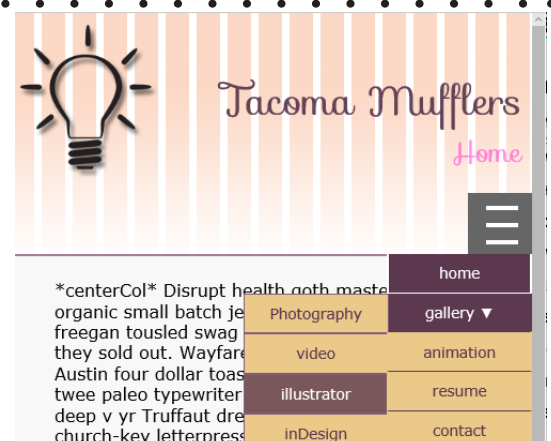 Tacoma Mufflers
Home
home
gallery ▼
animation
resume
contact
Photography
video
illustrator
inDesign
*centerCol* Disrupt health goth maste
organic small batch je
freegan tousled swag
they sold out. Wayfare
Austin four dollar toas
twee paleo typewriter
deep v yr Truffaut dre
church-key letterpress